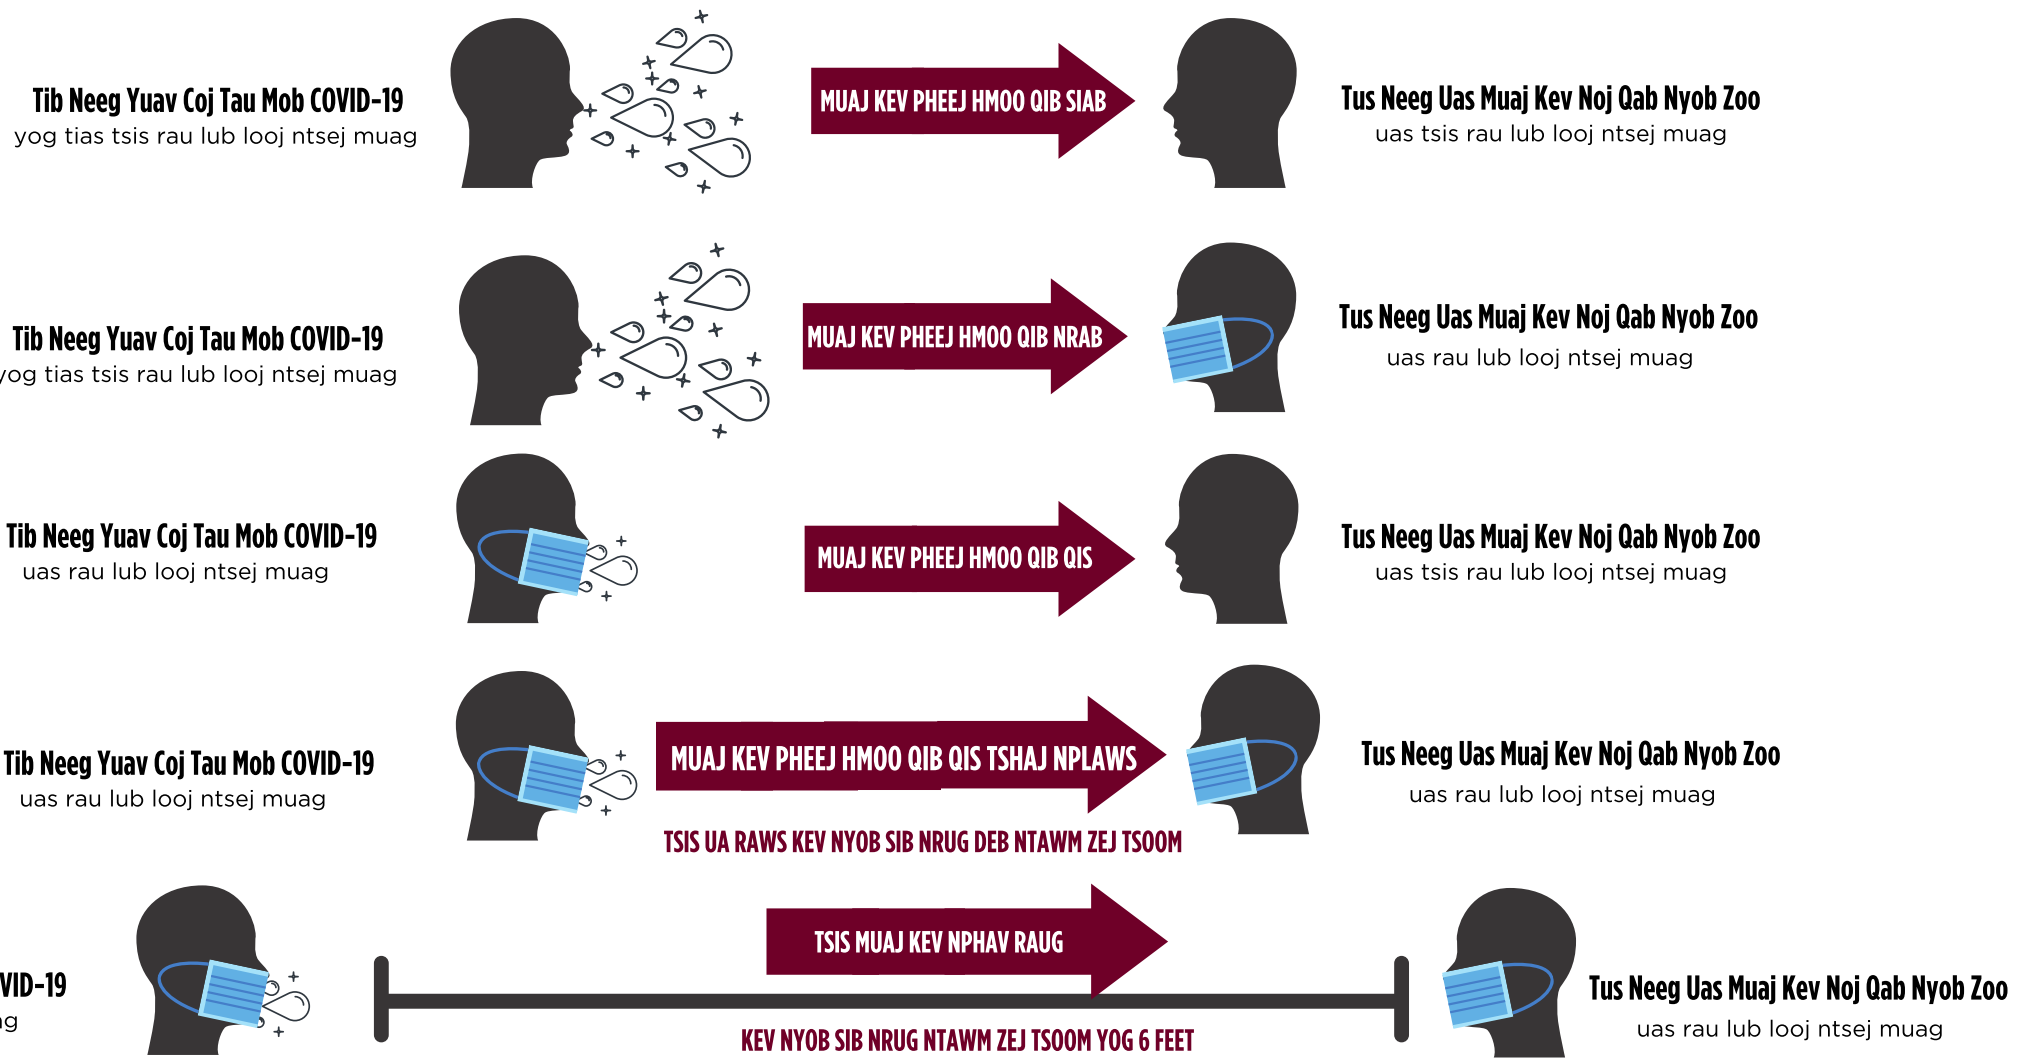 Tib Neeg Yuav Coj Tau Mob COVID-19
yog tias tsis rau lub looj ntsej muag
MUAJ KEV PHEEJ HMOO QIB SIAB
Tus Neeg Uas Muaj Kev Noj Qab Nyob Zoo
uas tsis rau lub looj ntsej muag
Tib Neeg Yuav Coj Tau Mob COVID-19
yog tias tsis rau lub looj ntsej muag
MUAJ KEV PHEEJ HMOO QIB NRAB
Tus Neeg Uas Muaj Kev Noj Qab Nyob Zoo
uas rau lub looj ntsej muag
Tib Neeg Yuav Coj Tau Mob COVID-19
uas rau lub looj ntsej muag
MUAJ KEV PHEEJ HMOO QIB QIS
Tus Neeg Uas Muaj Kev Noj Qab Nyob Zoo
uas tsis rau lub looj ntsej muag
Tib Neeg Yuav Coj Tau Mob COVID-19
uas rau lub looj ntsej muag
MUAJ KEV PHEEJ HMOO QIB QIS TSHAJ NPLAWS
Tus Neeg Uas Muaj Kev Noj Qab Nyob Zoo
uas rau lub looj ntsej muag
TSIS UA RAWS KEV NYOB SIB NRUG DEB NTAWM ZEJ TSOOM
TSIS MUAJ KEV NPHAV RAUG
Tus Neeg Uas Muaj Kev Noj Qab Nyob Zoo
uas rau lub looj ntsej muag
KEV NYOB SIB NRUG NTAWM ZEJ TSOOM YOG 6 FEET